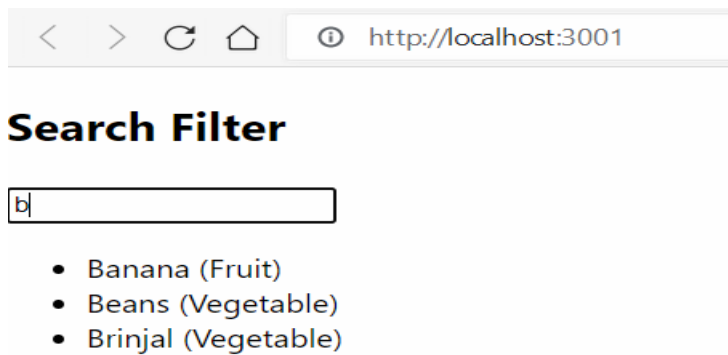 http://localhost:3001
Search Filter
b
Banana (Fruit)
Beans (Vegetable)
Brinjal (Vegetable)